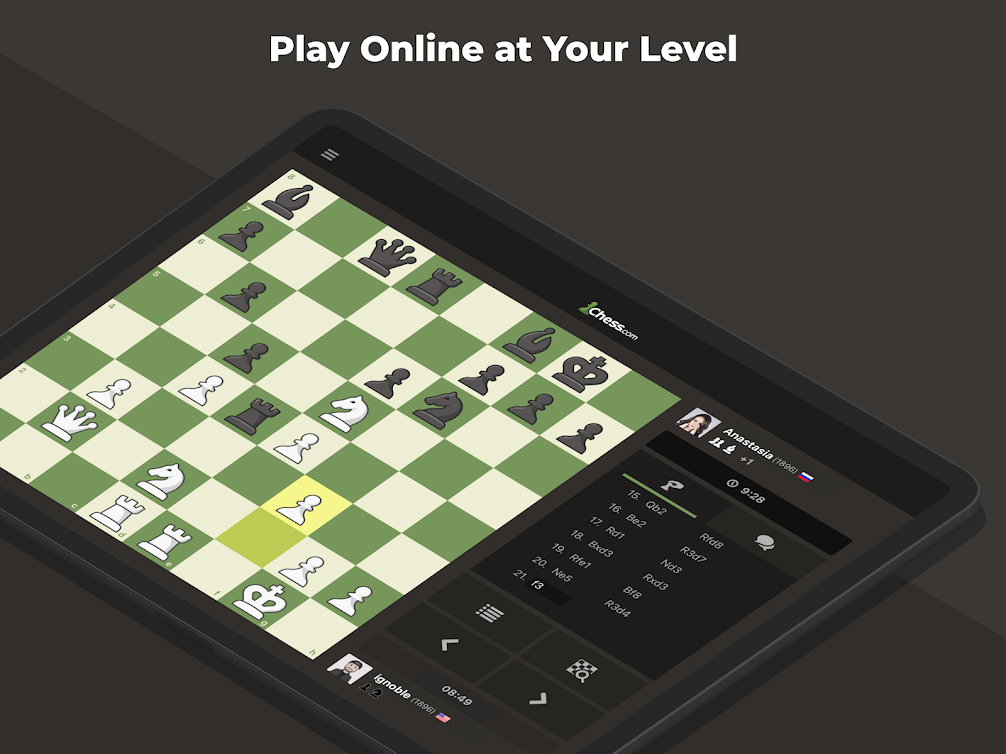 Play Online at Your Level
8
7
6
5
4
3
2
b
c
d
e
f
g
h
Chess.com
Anastasia (1896)
+1
9:28
15. Qb2 Rfd8
16. Be2 R3d7
17. Rd1 Nd3
18. Bxd3 Rxd3
19. Rfe1 Bf8
20. Ne5 R3d4
21. f3
ignoble (1896)
08:49